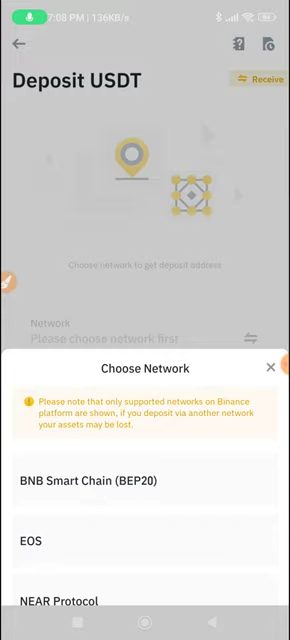 7:08 PM | 136KB/s
Deposit USDT
Receive
Choose network to get deposit address
Network
Please choose network first
Choose Network
Please note that only supported networks on Binance
platform are shown, if you deposit via another network
your assets may be lost.
BNB Smart Chain (BEP20)
EOS
NEAR Protocol